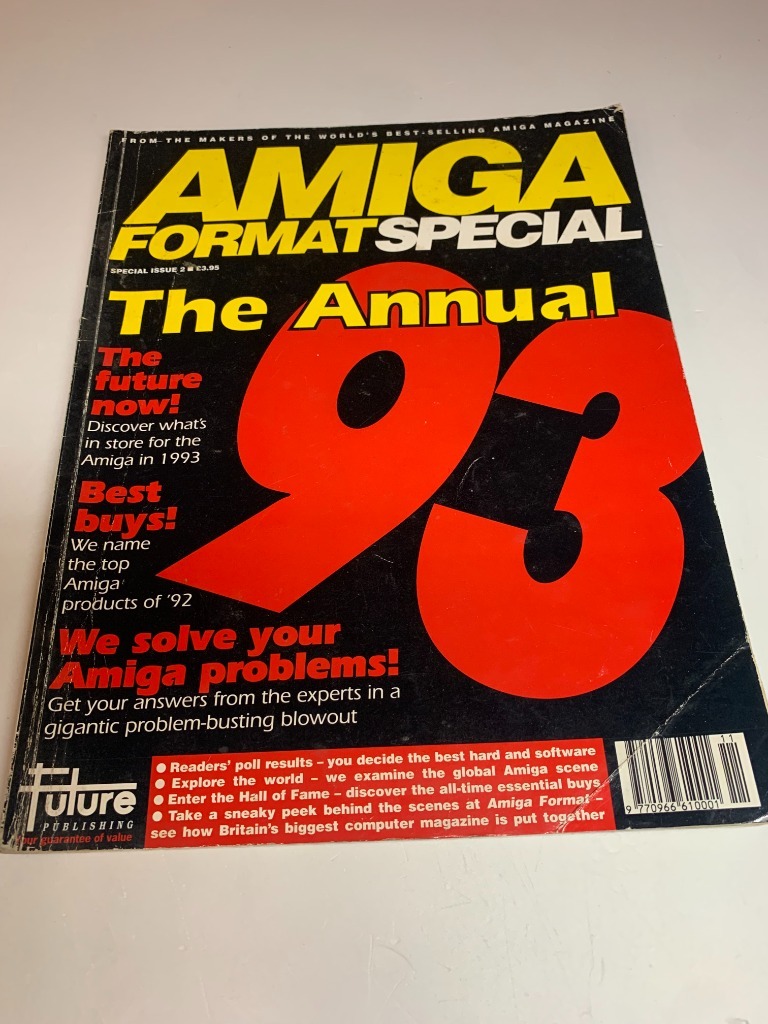 FROM THE MAKERS OF THE WORLD'S BEST-SELLING AMIGA MAGAZINE
AMIGA
FORMAT SPECIAL
SPECIAL ISSUE 2 ■ £3.95
The Annual
93
The
future
now!
Discover what's
in store for the
Amiga in 1993
Best
buys!
We name
the top
Amiga
products of '92
We solve your
Amiga problems!
Get your answers from the experts in a
gigantic problem-busting blowout
● Readers' poll results – you decide the best hard and software
● Explore the world – we examine the global Amiga scene
● Enter the Hall of Fame – discover the all-time essential buys
● Take a sneaky peek behind the scenes at Amiga Format –
see how Britain's biggest computer magazine is put together
Future
PUBLISHING
Your guarantee of value
11
9 770966 610001